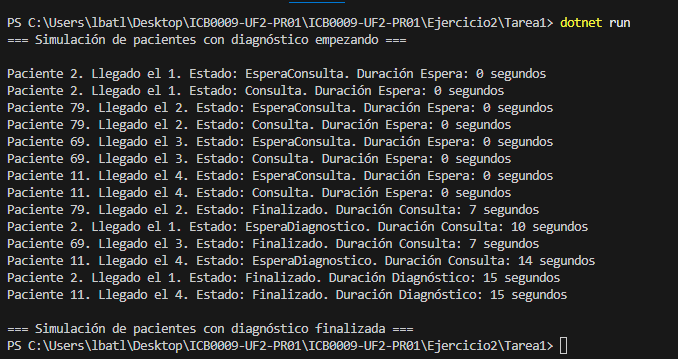 PS C:\Users\lbatl\Desktop\ICB0009-UF2-PR01\ICB0009-UF2-PR01\Ejercicio2\Tarea1> dotnet run
=== Simulación de pacientes con diagnóstico empezando ===
Paciente 2. Llegado el 1. Estado: EsperaConsulta. Duración Espera: 0 segundos
Paciente 2. Llegado el 1. Estado: Consulta. Duración Espera: 0 segundos
Paciente 79. Llegado el 2. Estado: EsperaConsulta. Duración Espera: 0 segundos
Paciente 79. Llegado el 2. Estado: Consulta. Duración Espera: 0 segundos
Paciente 69. Llegado el 3. Estado: EsperaConsulta. Duración Espera: 0 segundos
Paciente 69. Llegado el 3. Estado: Consulta. Duración Espera: 0 segundos
Paciente 11. Llegado el 4. Estado: EsperaConsulta. Duración Espera: 0 segundos
Paciente 11. Llegado el 4. Estado: Consulta. Duración Espera: 0 segundos
Paciente 79. Llegado el 2. Estado: Finalizado. Duración Consulta: 7 segundos
Paciente 2. Llegado el 1. Estado: EsperaDiagnostico. Duración Consulta: 10 segundos
Paciente 69. Llegado el 3. Estado: Finalizado. Duración Consulta: 7 segundos
Paciente 11. Llegado el 4. Estado: EsperaDiagnostico. Duración Consulta: 14 segundos
Paciente 2. Llegado el 1. Estado: Finalizado. Duración Diagnóstico: 15 segundos
Paciente 11. Llegado el 4. Estado: Finalizado. Duración Diagnóstico: 15 segundos
=== Simulación de pacientes con diagnóstico finalizada ===
PS C:\Users\lbatl\Desktop\ICB0009-UF2-PR01\ICB0009-UF2-PR01\Ejercicio2\Tarea1>